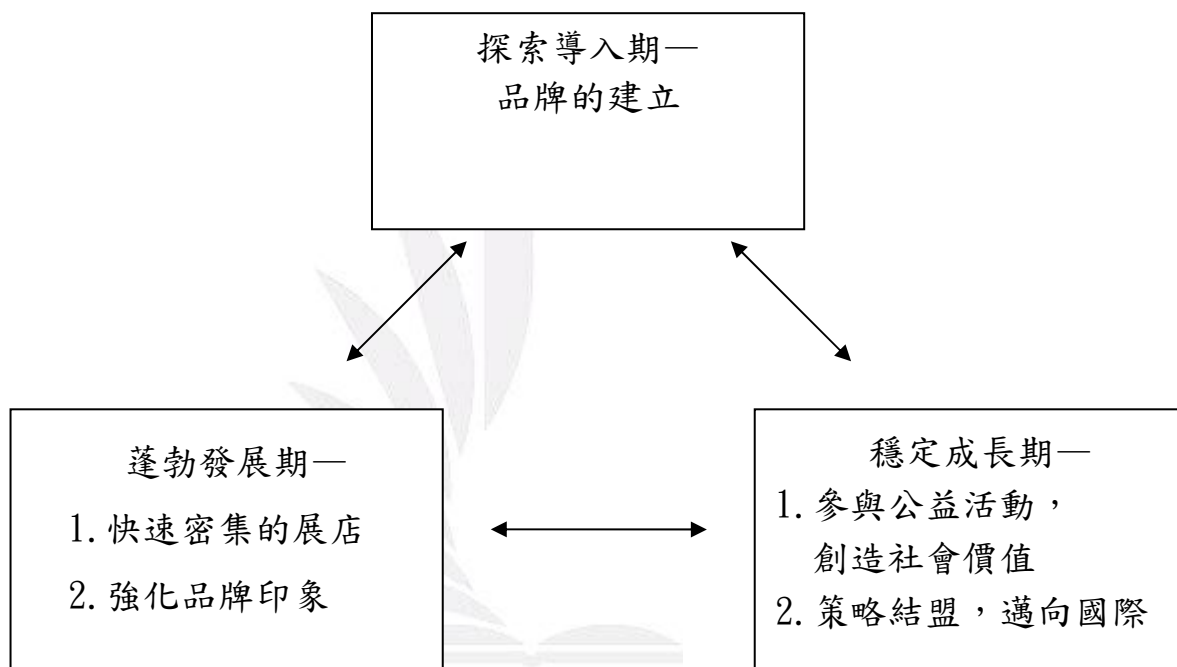 探索導入期—
品牌的建立
蓬勃發展期—
1.快速密集的展店
2.強化品牌印象
穩定成長期—
1.參與公益活動，
創造社會價值
2.策略結盟，邁向國際